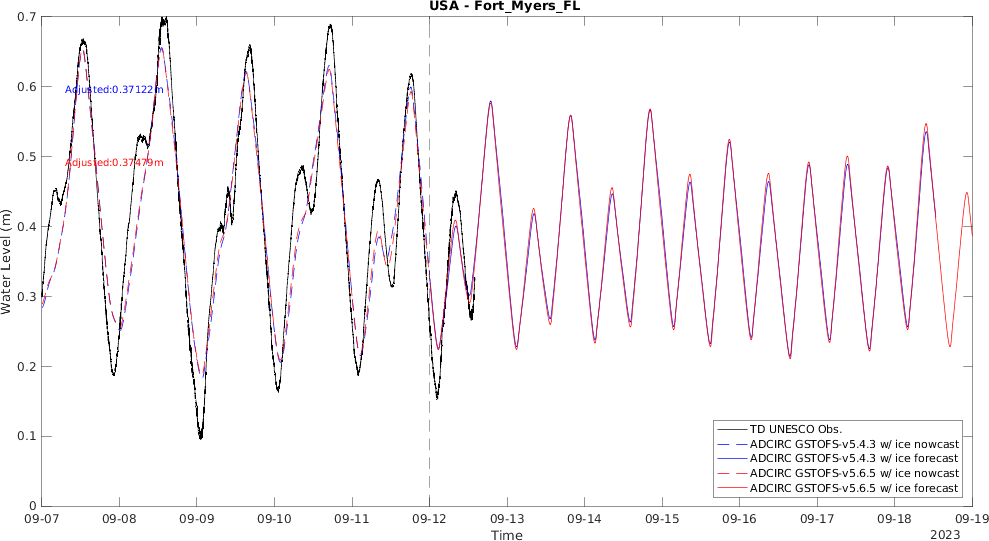 USA - Fort_Myers_FL
0.7
0.6
0.5
0.4
0.3
0.2
0.1
0
Water Level (m)
Adjusted:0.37122m
Adjusted:0.37479m
TD UNESCO Obs.
ADCIRC GSTOFS-v5.4.3 w/ ice nowcast
ADCIRC GSTOFS-v5.4.3 w/ ice forecast
ADCIRC GSTOFS-v5.6.5 w/ ice nowcast
ADCIRC GSTOFS-v5.6.5 w/ ice forecast
09-07 09-08 09-09 09-10 09-11 09-12 09-13 09-14 09-15 09-16 09-17 09-18 09-19
Time
2023